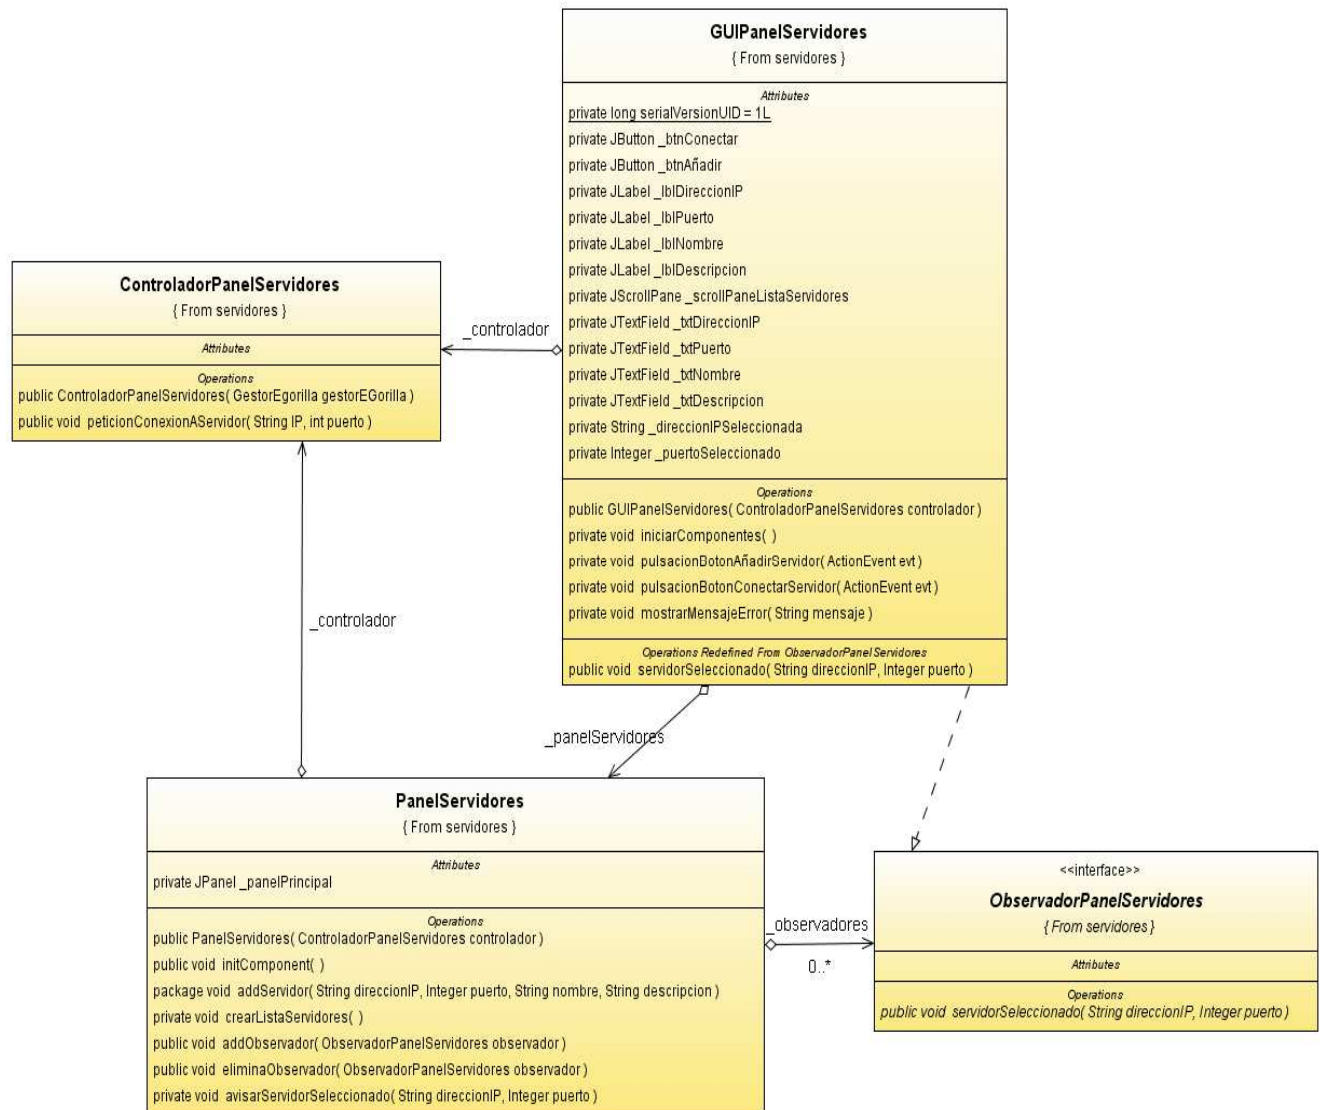 GUIPanelServidores
{ From servidores }
Attributes
private long serialVersionUID = 1L
private JButton _btnConectar
private JButton _btnAñadir
private JLabel _lblDireccionIP
private JLabel _lblPuerto
private JLabel _lblNombre
private JLabel _lblDescripcion
private JScrollPane _scrollPaneListaServidores
private JTextField _txtDireccionIP
private JTextField _txtPuerto
private JTextField _txtNombre
private JTextField _txtDescripcion
private String _direccionIPSeleccionada
private Integer _puertoSeleccionado
Operations
public GUIPanelServidores( ControladorPanelServidores controlador )
private void iniciarComponentes( )
private void pulsacionBotonAñadirServidor( ActionEvent evt )
private void pulsacionBotonConectarServidor( ActionEvent evt )
private void mostrarMensajeError( String mensaje )
Operations Redefined From ObservadorPanelServidores
public void servidorSeleccionado( String direccionIP, Integer puerto )
ControladorPanelServidores
{ From servidores }
Attributes
Operations
public ControladorPanelServidores( GestorEgorilla gestorEGorilla )
public void peticionConexionAServidor( String IP, int puerto )
_controlador
_controlador
_panelServidores
PanelServidores
{ From servidores }
Attributes
private JPanel _panelPrincipal
Operations
public PanelServidores( ControladorPanelServidores controlador )
public void initComponent( )
package void addServidor( String direccionIP, Integer puerto, String nombre, String descripcion )
private void crearListaServidores( )
public void addObservador( ObservadorPanelServidores observador )
public void eliminaObservador( ObservadorPanelServidores observador )
private void avisarServidorSeleccionado( String direccionIP, Integer puerto )
_observadores
0..*
<<interface>>
ObservadorPanelServidores
{ From servidores }
Attributes
Operations
public void servidorSeleccionado( String direccionIP, Integer puerto )